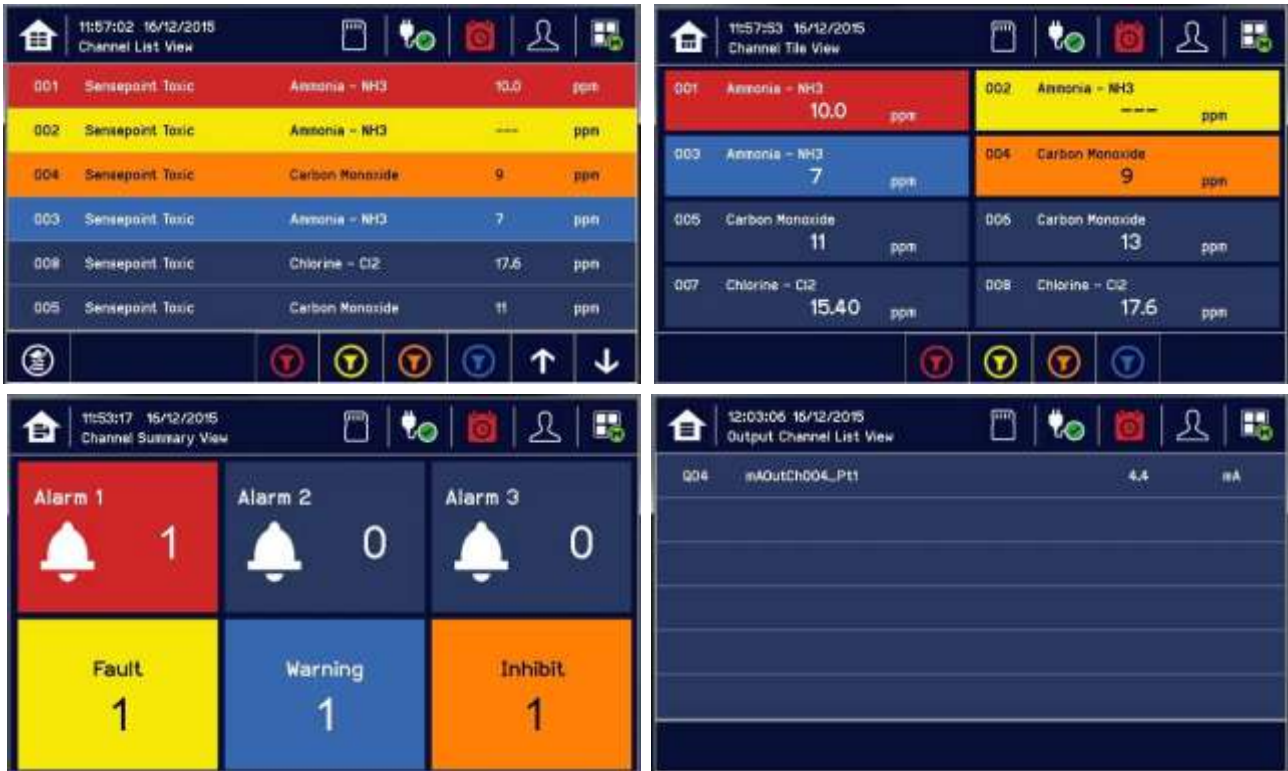 11:57:02 16/12/2015
Channel List View
001 Sensepoint Toxic Ammonia - NH3 10.0 ppm
002 Sensepoint Toxic Ammonia - NH3 --- ppm
004 Sensepoint Toxic Carbon Monoxide 9 ppm
003 Sensepoint Toxic Ammonia - NH3 7 ppm
008 Sensepoint Toxic Chlorine - Cl2 17.6 ppm
005 Sensepoint Toxic Carbon Monoxide 11 ppm
11:57:53 16/12/2015
Channel Tile View
001 Ammonia - NH3
10.0 ppm
002 Ammonia - NH3
--- ppm
003 Ammonia - NH3
7 ppm
004 Carbon Monoxide
9 ppm
005 Carbon Monoxide
11 ppm
006 Carbon Monoxide
13 ppm
007 Chlorine - Cl2
15.40 ppm
008 Chlorine - Cl2
17.6 ppm
11:53:17 16/12/2015
Channel Summary View
Alarm 1
1
Alarm 2
0
Alarm 3
0
Fault
1
Warning
1
Inhibit
1
12:03:06 16/12/2015
Output Channel List View
004 mAOutCh004_Pt1 4.4 mA